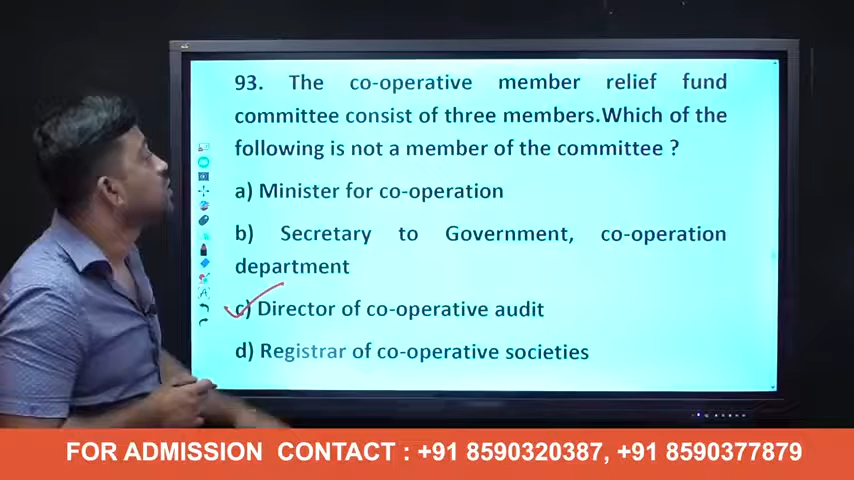 93. The co-operative member relief fund
committee consist of three members.Which of the
following is not a member of the committee ?
a) Minister for co-operation
b) Secretary to Government, co-operation
department
c) Director of co-operative audit
d) Registrar of co-operative societies
FOR ADMISSION CONTACT : +91 8590320387, +91 8590377879